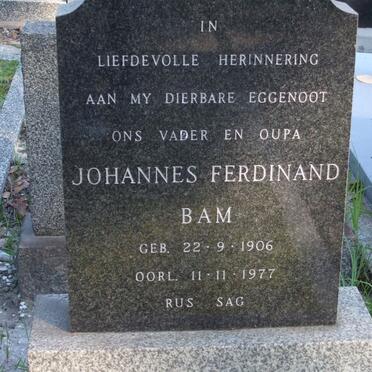 IN
LIEFDEVOLLE HERINNERING
AAN MY DIERBARE EGGENOOT
ONS VADER EN OUPA
JOHANNES FERDINAND
BAM
GEB. 22·9·1906
OORL. 11·11·1977
RUS SAG